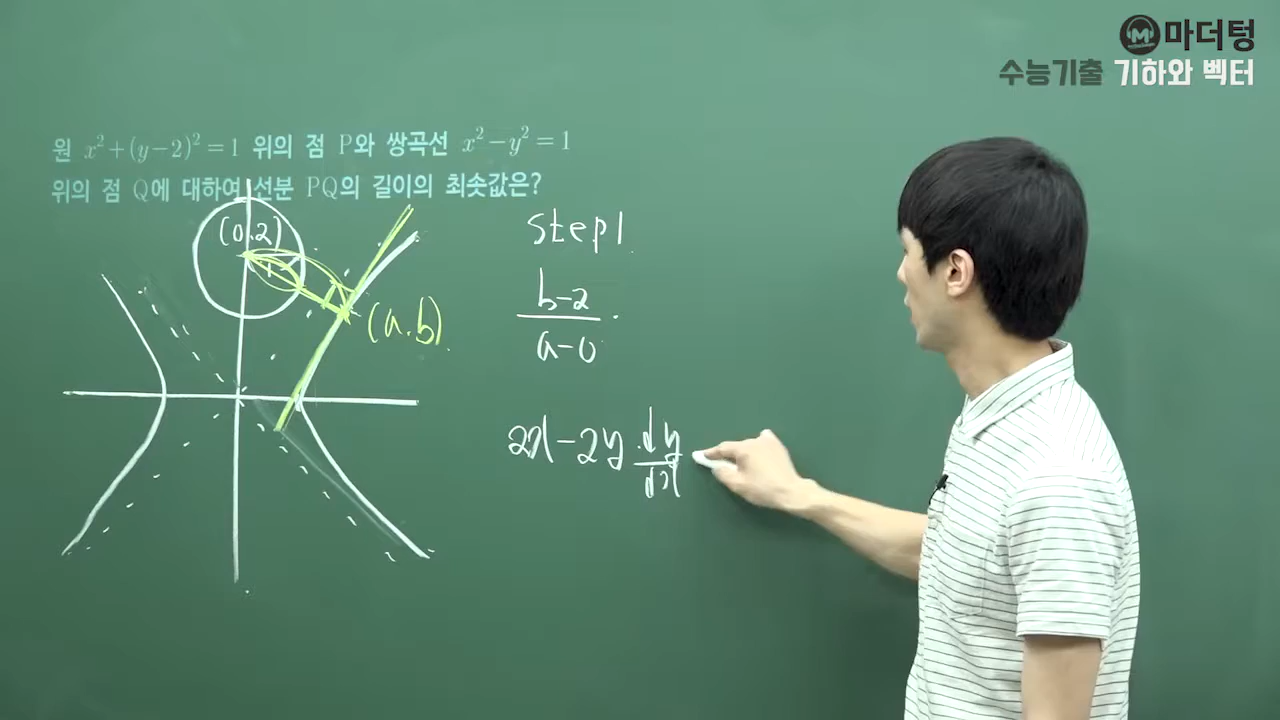 마더텅
수능기출 기하와 벡터
원 x²+(y−2)²=1 위의 점 P와 쌍곡선 x²−y²=1
위의 점 Q에 대하여 선분 PQ의 길이의 최솟값은?
(0.2)
(a.b)
Step1.
b-2
a-0
2x-2y dy
dx